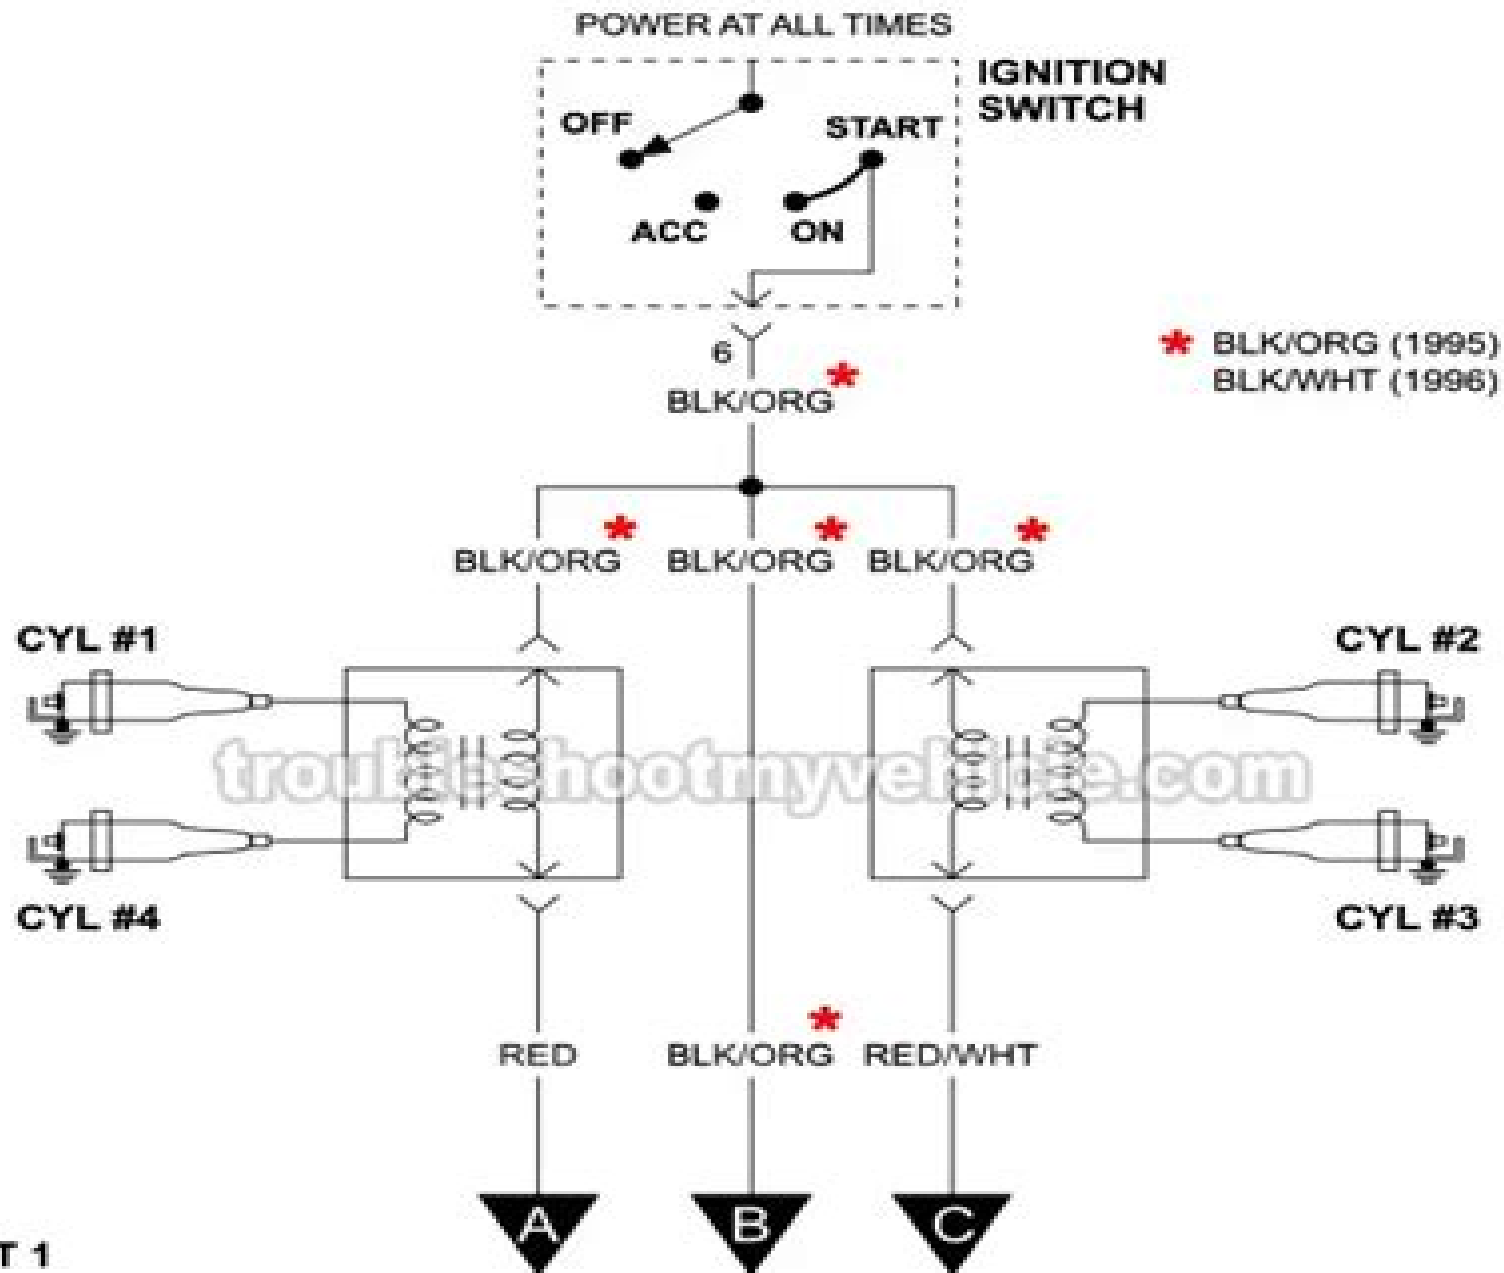 POWER AT ALL TIMES
IGNITION
SWITCH
OFF
START
ACC
ON
6
BLK/ORG*
* BLK/ORG (1995)
BLK/WHT (1996)
BLK/ORG*
BLK/ORG*
BLK/ORG*
CYL #1
CYL #2
troubleshootmyvehicle.com
CYL #4
CYL #3
RED
BLK/ORG*
RED/WHT
A
B
C
T 1